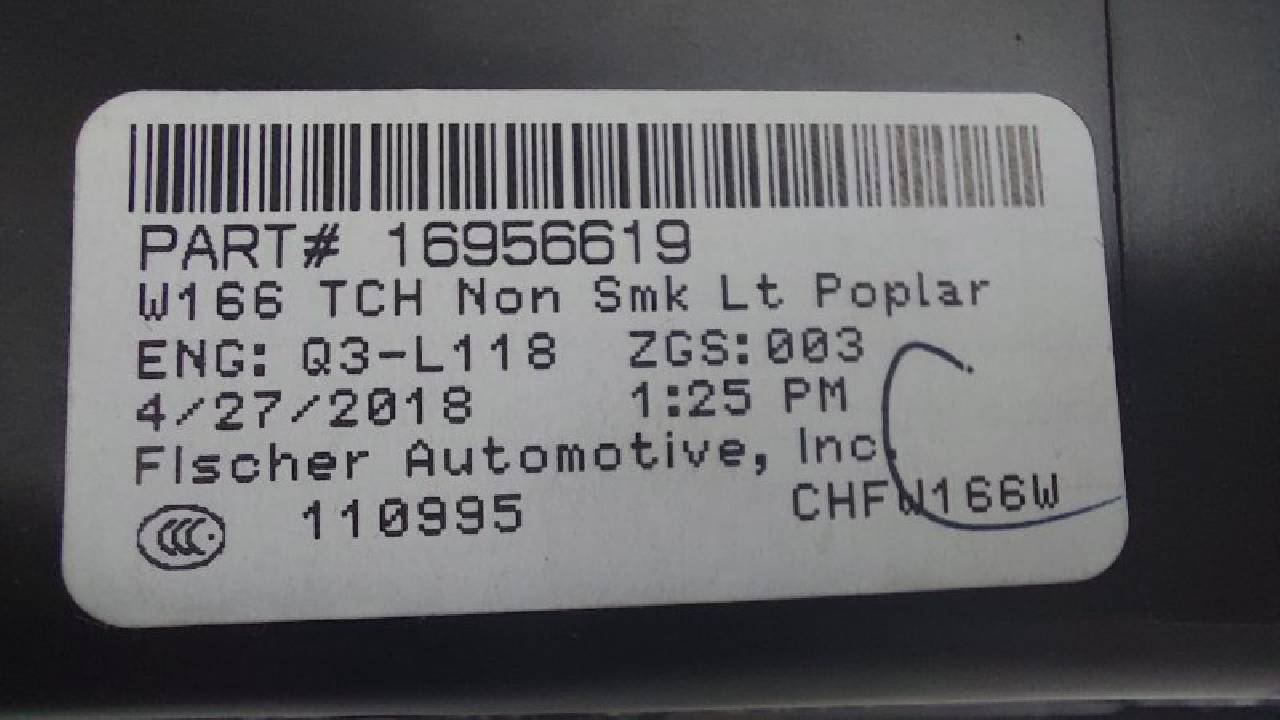 PART# 16956619
W166 TCH Non Smk Lt Poplar
ENG: Q3-L118 ZGS:003
4/27/2018 1:25 PM
FIscher Automotive, Inc.
CCC 110995 CHFW166W